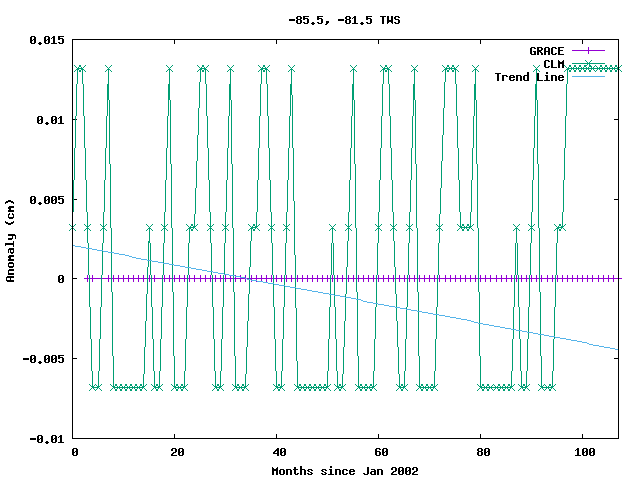 -85.5, -81.5 TWS
0.015
GRACE
CLM
Trend Line
0.01
0.005
Anomaly (cm)
0
-0.005
-0.01
0 20 40 60 80 100
Months since Jan 2002